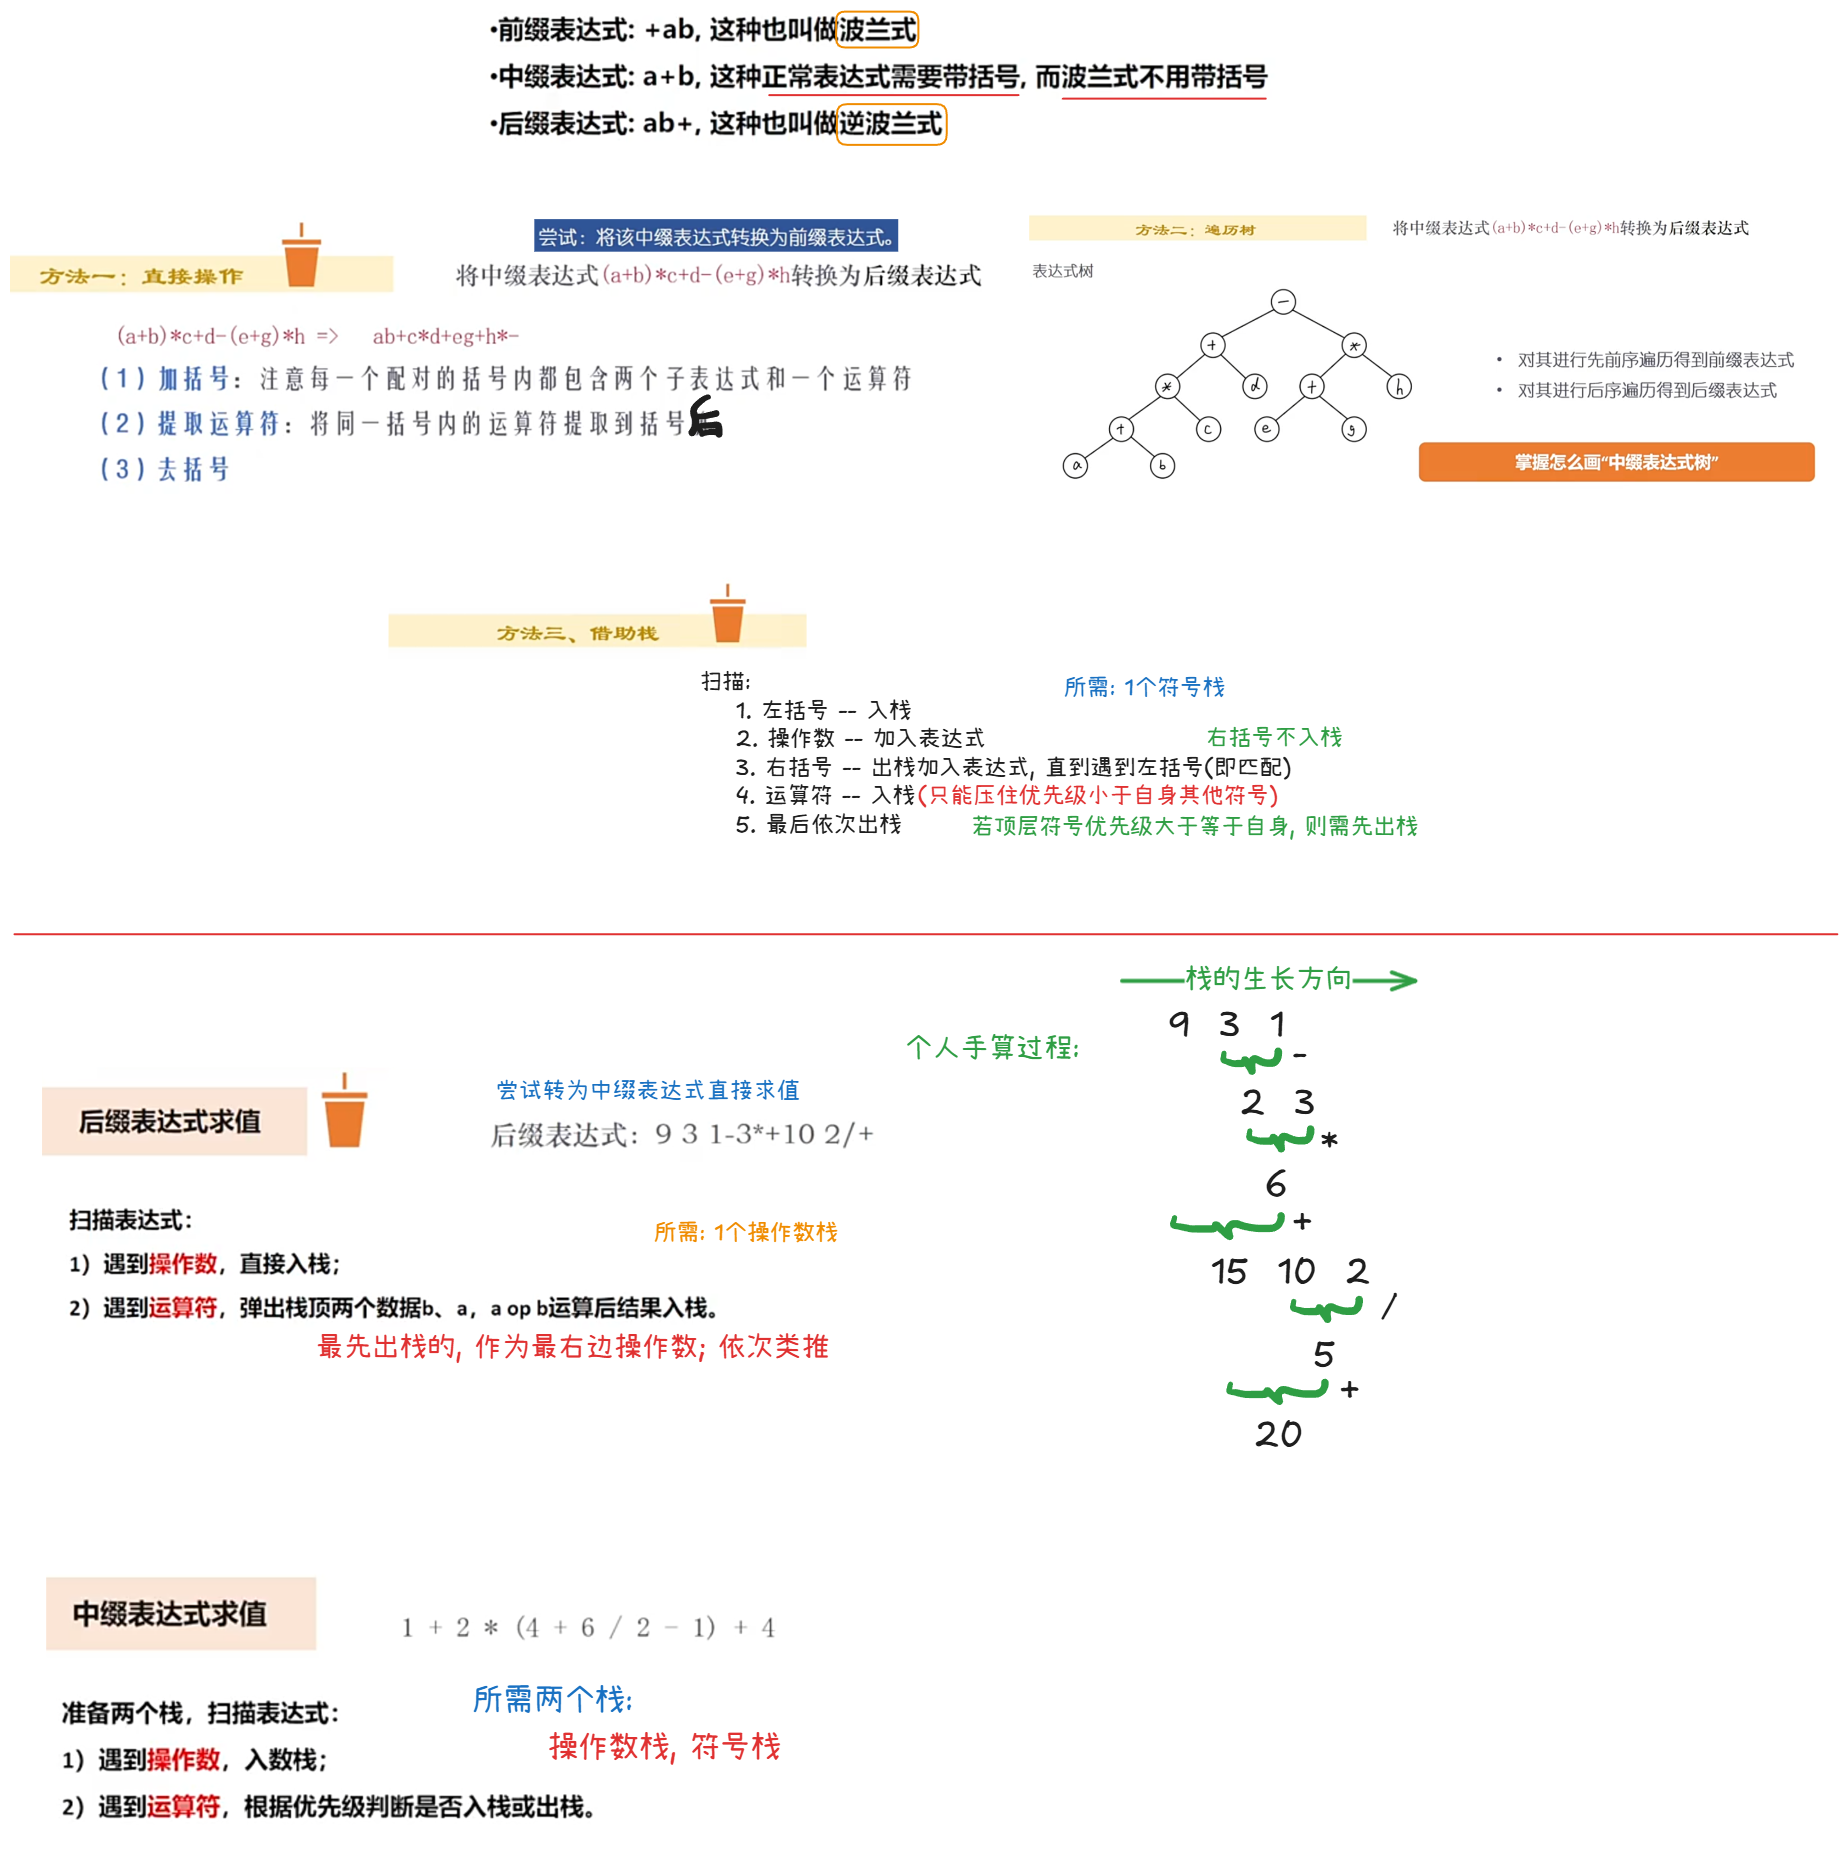 •前缀表达式: +ab, 这种也叫做波兰式
•中缀表达式: a+b, 这种正常表达式需要带括号, 而波兰式不用带括号
•后缀表达式: ab+, 这种也叫做逆波兰式
方法一：直接操作
尝试：将该中缀表达式转换为前缀表达式。
将中缀表达式(a+b)*c+d-(e+g)*h转换为后缀表达式
(a+b)*c+d-(e+g)*h => ab+c*d+eg+h*-
(1)加括号：注意每一个配对的括号内都包含两个子表达式和一个运算符
(2)提取运算符：将同一括号内的运算符提取到括号
(3)去括号
方法二：遍历树
将中缀表达式(a+b)*c+d-(e+g)*h转换为后缀表达式
表达式树
−
+ *
* d + h
+ c e g
a b
• 对其进行先前序遍历得到前缀表达式
• 对其进行后序遍历得到后缀表达式
掌握怎么画“中缀表达式树”
方法三、借助栈
扫描:
所需: 1个符号栈
1. 左括号 -- 入栈
2. 操作数 -- 加入表达式
右括号不入栈
3. 右括号 -- 出栈加入表达式, 直到遇到左括号(即匹配)
4. 运算符 -- 入栈(只能压住优先级小于自身其他符号)
5. 最后依次出栈
若顶层符号优先级大于等于自身, 则需先出栈
后缀表达式求值
尝试转为中缀表达式直接求值
后缀表达式：9 3 1-3*+10 2/+
扫描表达式：
所需: 1个操作数栈
1）遇到操作数，直接入栈；
2）遇到运算符，弹出栈顶两个数据b、a，a op b运算后结果入栈。
最先出栈的, 作为最右边操作数; 依次类推
栈的生长方向
个人手算过程:
9 3 1
-
2 3
*
6
+
15 10 2
/
5
+
20
中缀表达式求值
1 + 2 * (4 + 6 / 2 - 1) + 4
准备两个栈，扫描表达式：
1）遇到操作数，入数栈；
2）遇到运算符，根据优先级判断是否入栈或出栈。
所需两个栈:
操作数栈, 符号栈